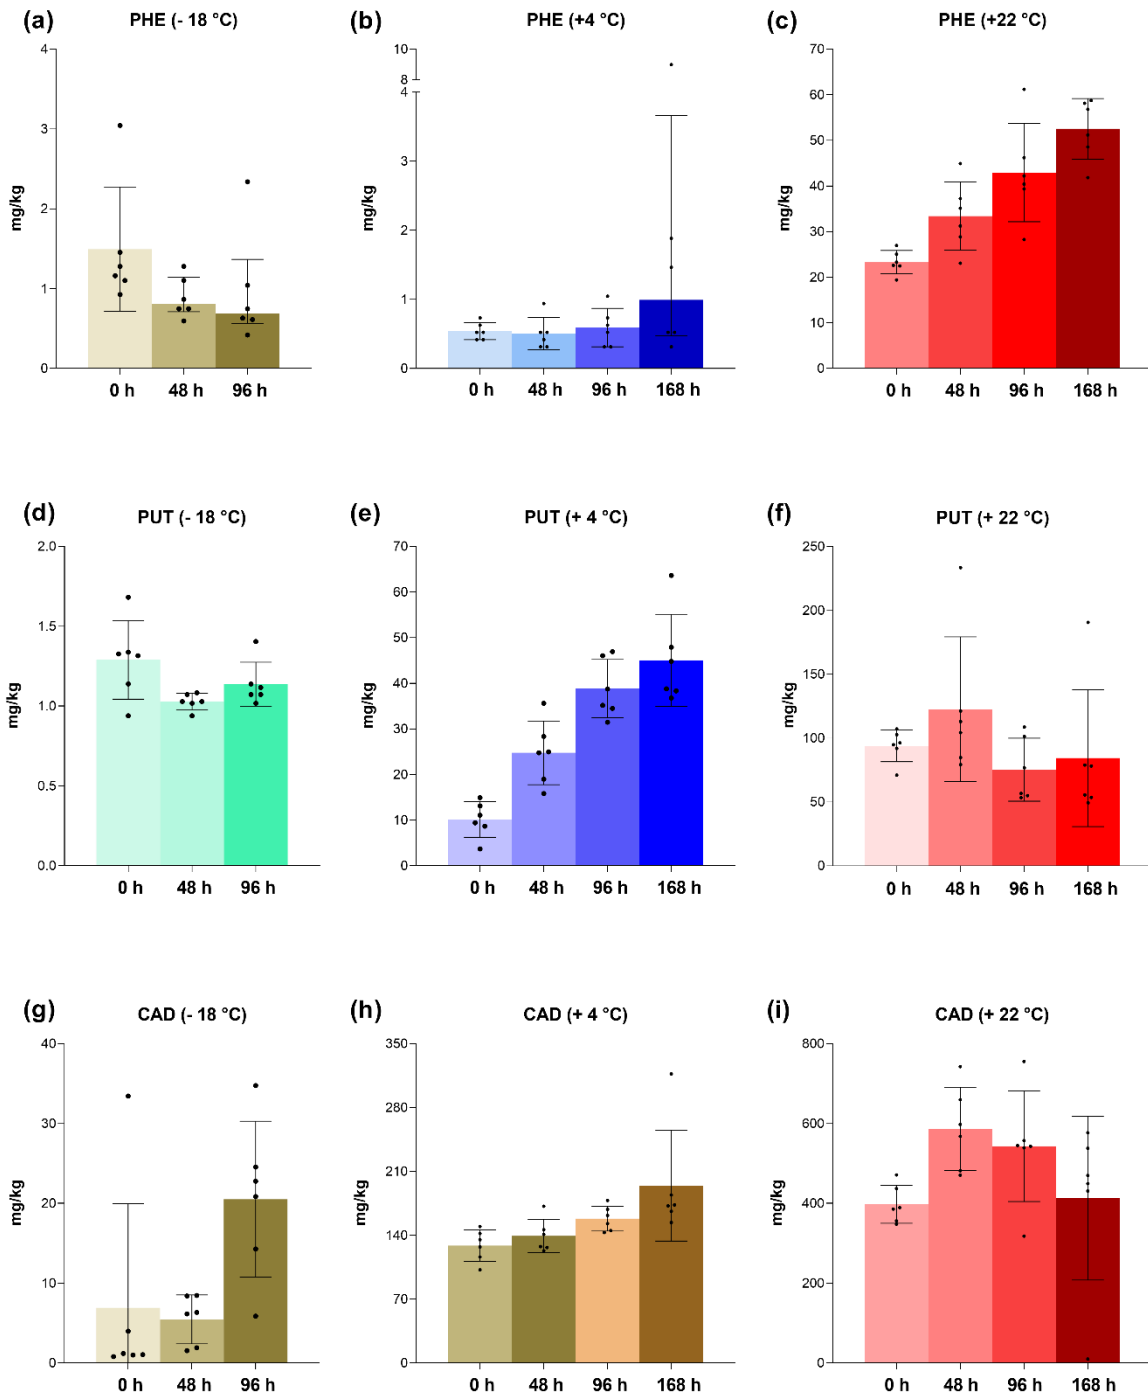 (a) PHE (- 18 °C)
4
3
2
1
0
mg/kg
0 h 48 h 96 h
(b) PHE (+4 °C)
10
8
4
3
2
1
0
mg/kg
0 h 48 h 96 h 168 h
(c) PHE (+22 °C)
70
60
50
40
30
20
10
0
mg/kg
0 h 48 h 96 h 168 h
(d) PUT (- 18 °C)
2.0
1.5
1.0
0.5
0.0
mg/kg
0 h 48 h 96 h
(e) PUT (+ 4 °C)
70
60
50
40
30
20
10
0
mg/kg
0 h 48 h 96 h 168 h
(f) PUT (+ 22 °C)
250
200
150
100
50
0
mg/kg
0 h 48 h 96 h 168 h
(g) CAD (- 18 °C)
40
30
20
10
0
mg/kg
0 h 48 h 96 h
(h) CAD (+ 4 °C)
350
280
210
140
70
0
mg/kg
0 h 48 h 96 h 168 h
(i) CAD (+ 22 °C)
800
600
400
200
0
mg/kg
0 h 48 h 96 h 168 h